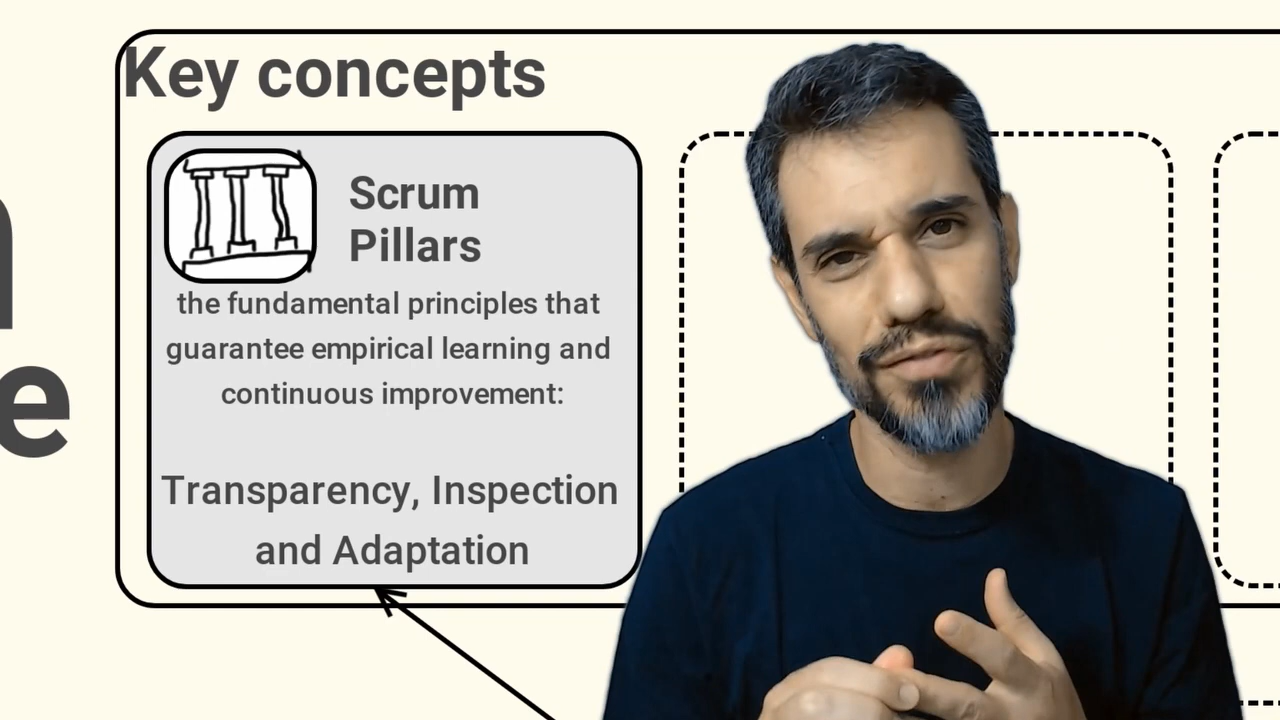 Key concepts
Scrum
Pillars
the fundamental principles that
guarantee empirical learning and
continuous improvement:
Transparency, Inspection
and Adaptation
e